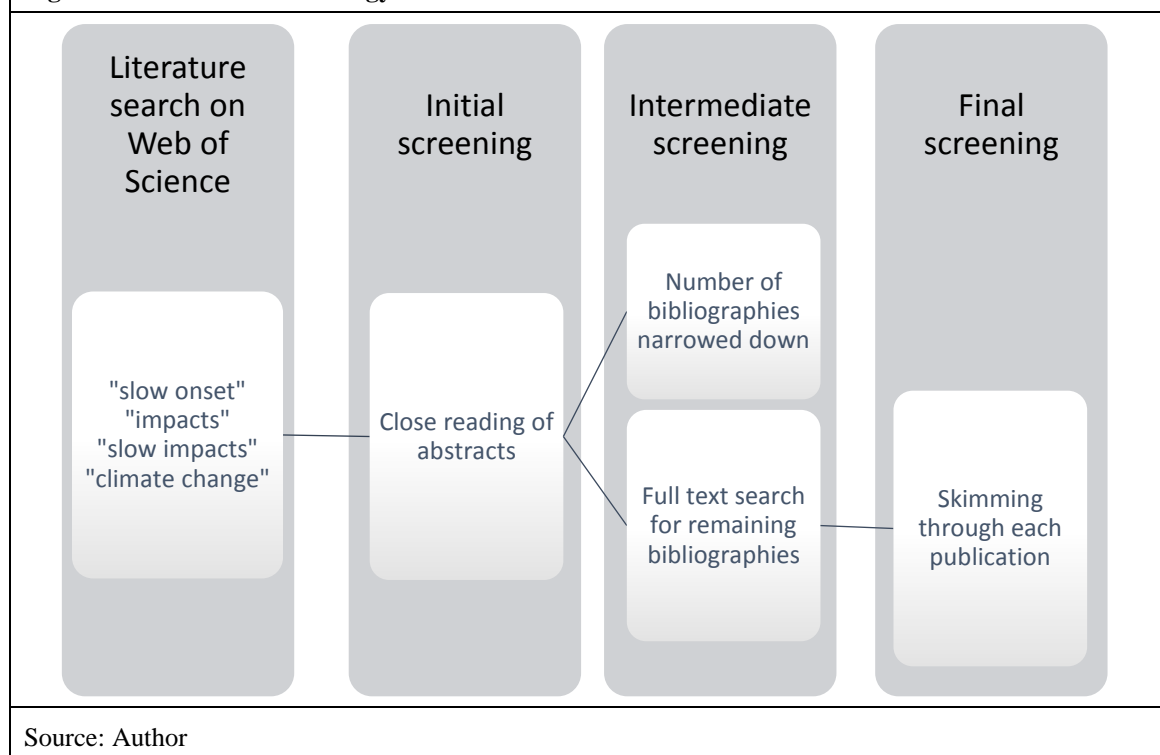 Literature
search on
Web of
Science
"slow onset"
"impacts"
"slow impacts"
"climate change"
Initial
screening
Close reading of
abstracts
Intermediate
screening
Number of
bibliographies
narrowed down
Full text search
for remaining
bibliographies
Final
screening
Skimming
through each
publication
Source: Author